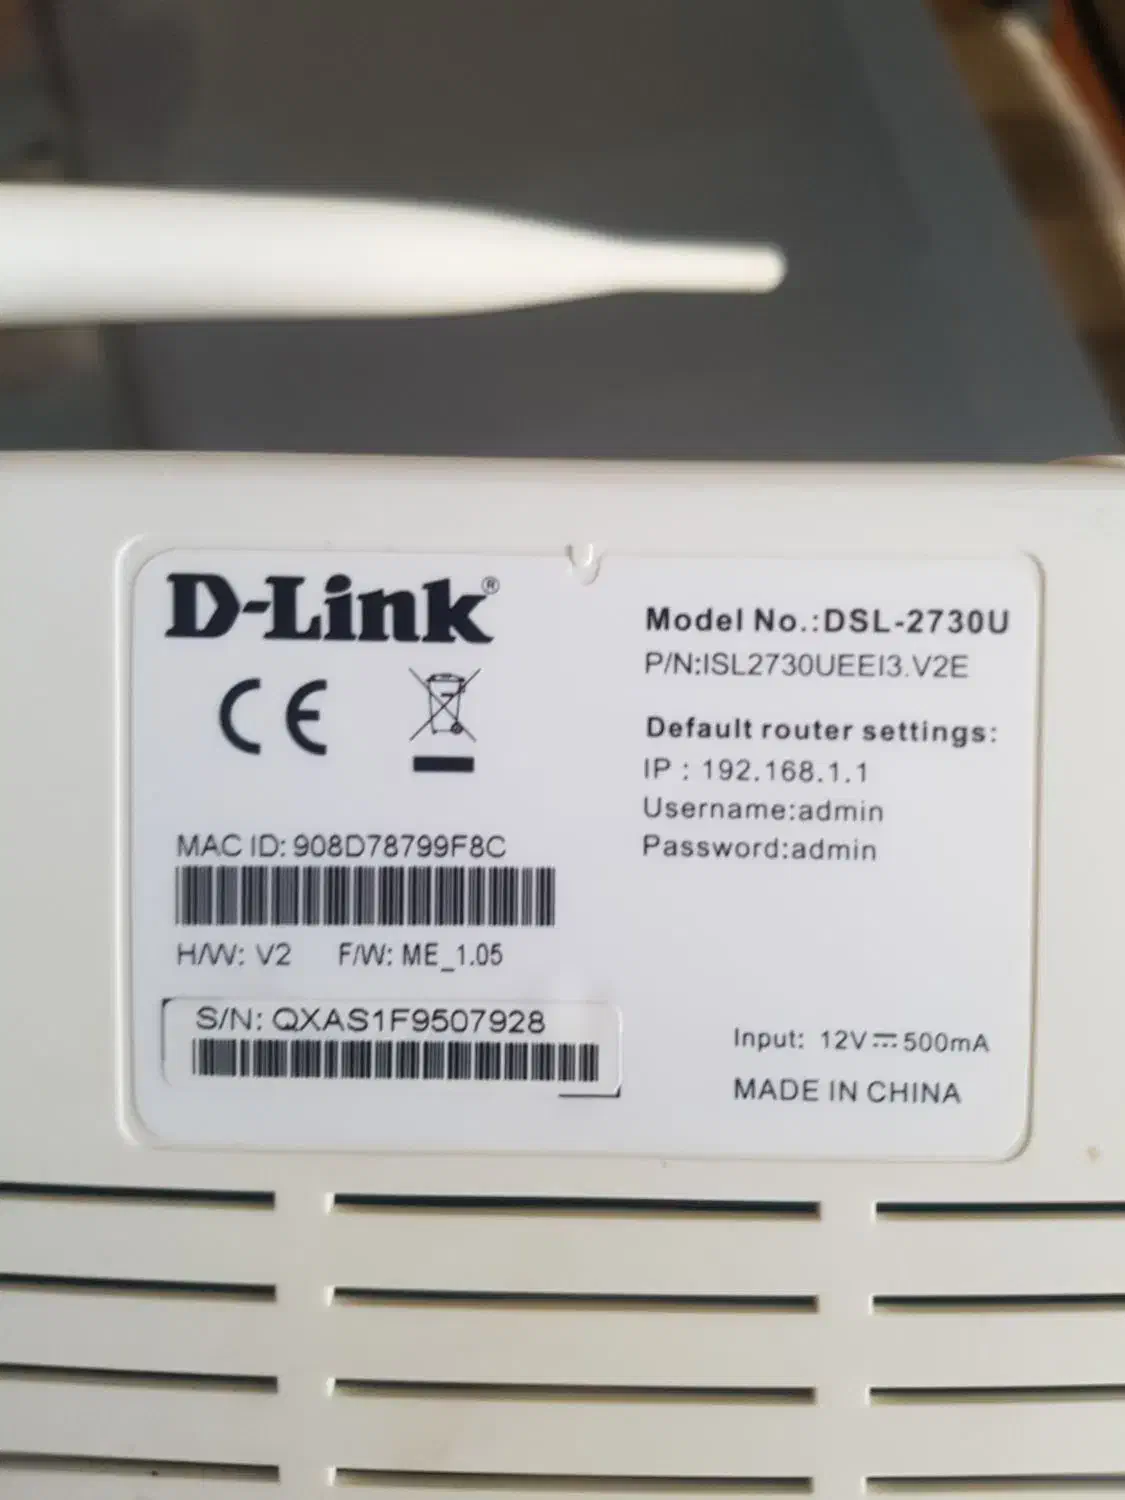 D-Link®
CE
MAC ID: 908D78799F8C
H/W: V2 F/W: ME_1.05
S/N: QXAS1F9507928
Model No.:DSL-2730U
P/N:ISL2730UEEI3.V2E
Default router settings:
IP : 192.168.1.1
Username:admin
Password:admin
Input: 12V⎓500mA
MADE IN CHINA